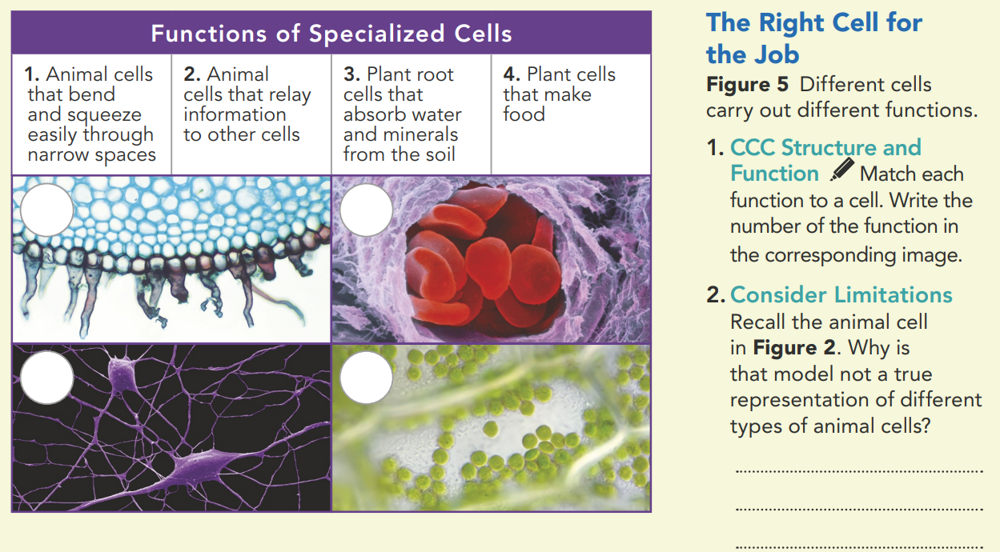 Functions of Specialized Cells
1. Animal cells
that bend
and squeeze
easily through
narrow spaces
2. Animal
cells that relay
information
to other cells
3. Plant root
cells that
absorb water
and minerals
from the soil
4. Plant cells
that make
food
The Right Cell for
the Job
Figure 5 Different cells
carry out different functions.
1. CCC Structure and
Function Match each
function to a cell. Write the
number of the function in
the corresponding image.
2. Consider Limitations
Recall the animal cell
in Figure 2. Why is
that model not a true
representation of different
types of animal cells?